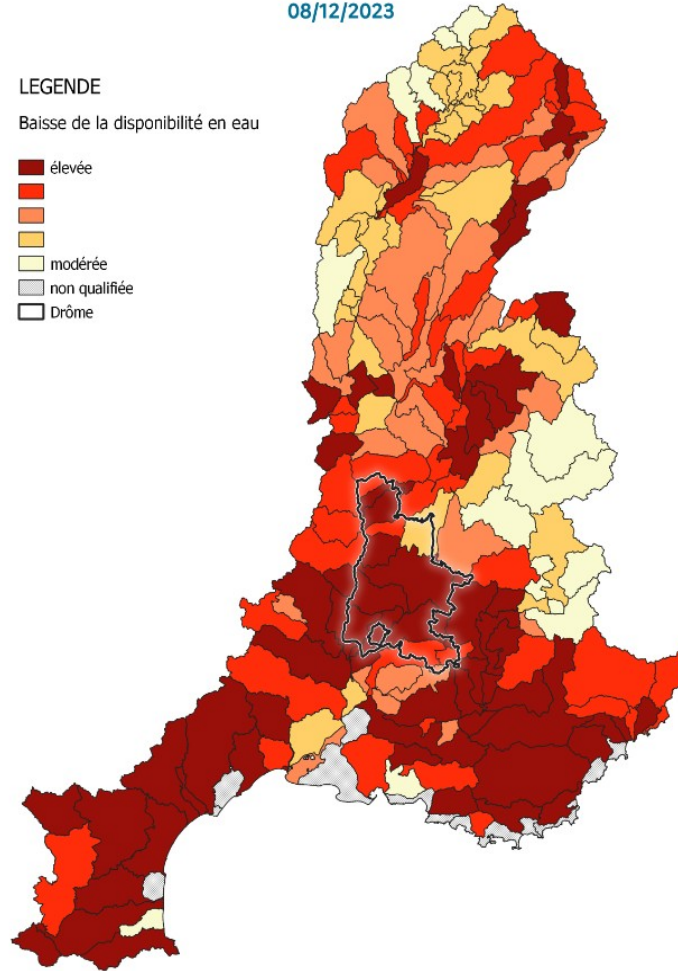 08/12/2023
LEGENDE
Baisse de la disponibilité en eau
élevée
modérée
non qualifiée
Drôme